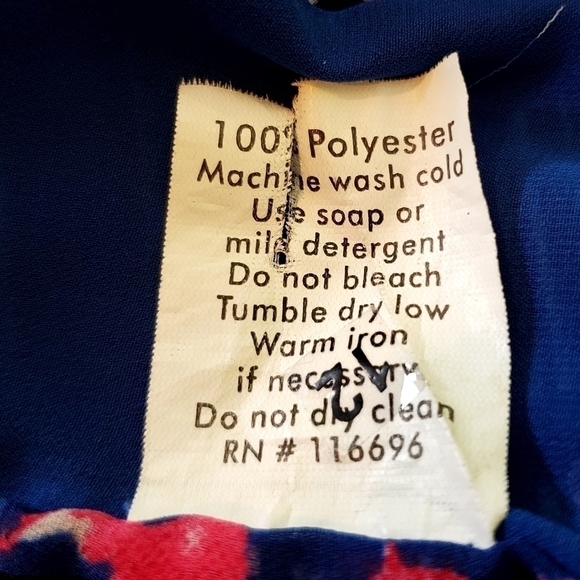 100% Polyester
Machine wash cold
Use soap or
mild detergent
Do not bleach
Tumble dry low
Warm iron
if necessary
Do not dry clean
RN # 116696